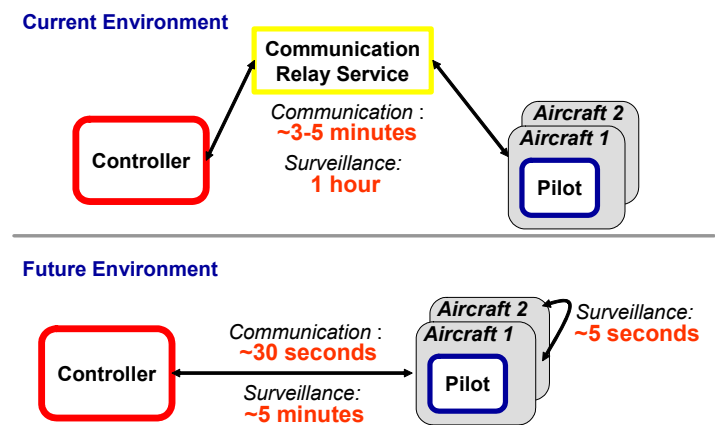 Current Environment
Communication
Relay Service
Communication :
~3-5 minutes
Surveillance:
1 hour
Controller
Aircraft 2
Aircraft 1
Pilot
Future Environment
Controller
Communication :
~30 seconds
Surveillance:
~5 minutes
Aircraft 2
Aircraft 1
Pilot
Surveillance:
~5 seconds